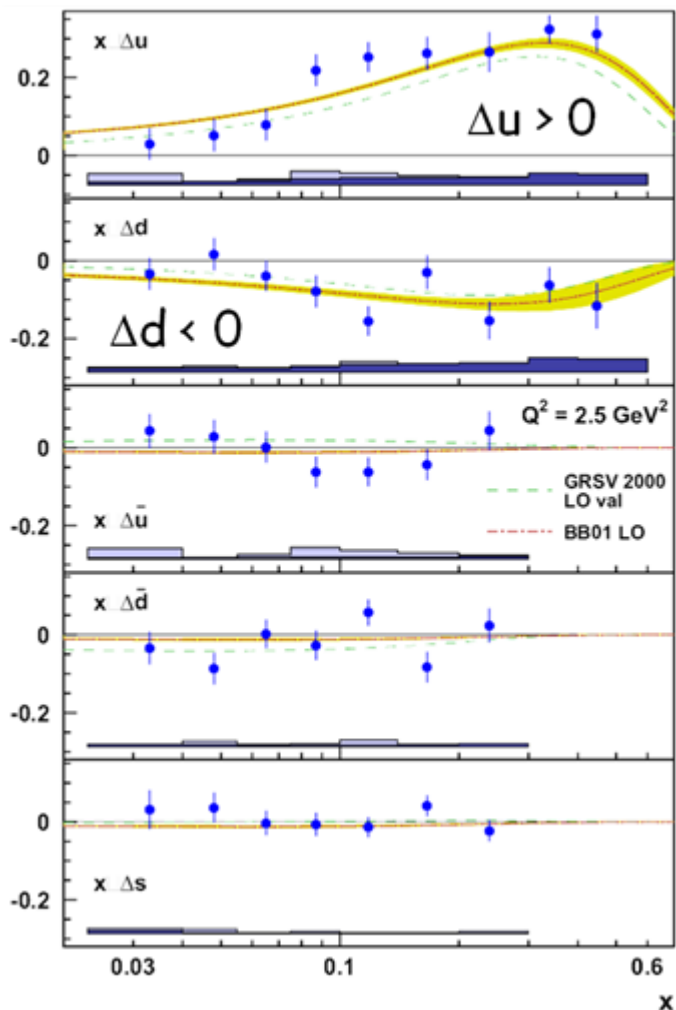 x Δu
0.2
Δu > 0
0
x Δd
0
Δd < 0
-0.2
Q² = 2.5 GeV²
0
GRSV 2000
LO val
x Δū
BB01 LO
-0.2
x Δd̄
0
-0.2
0
x Δs
-0.2
0.03 0.1 0.6
x